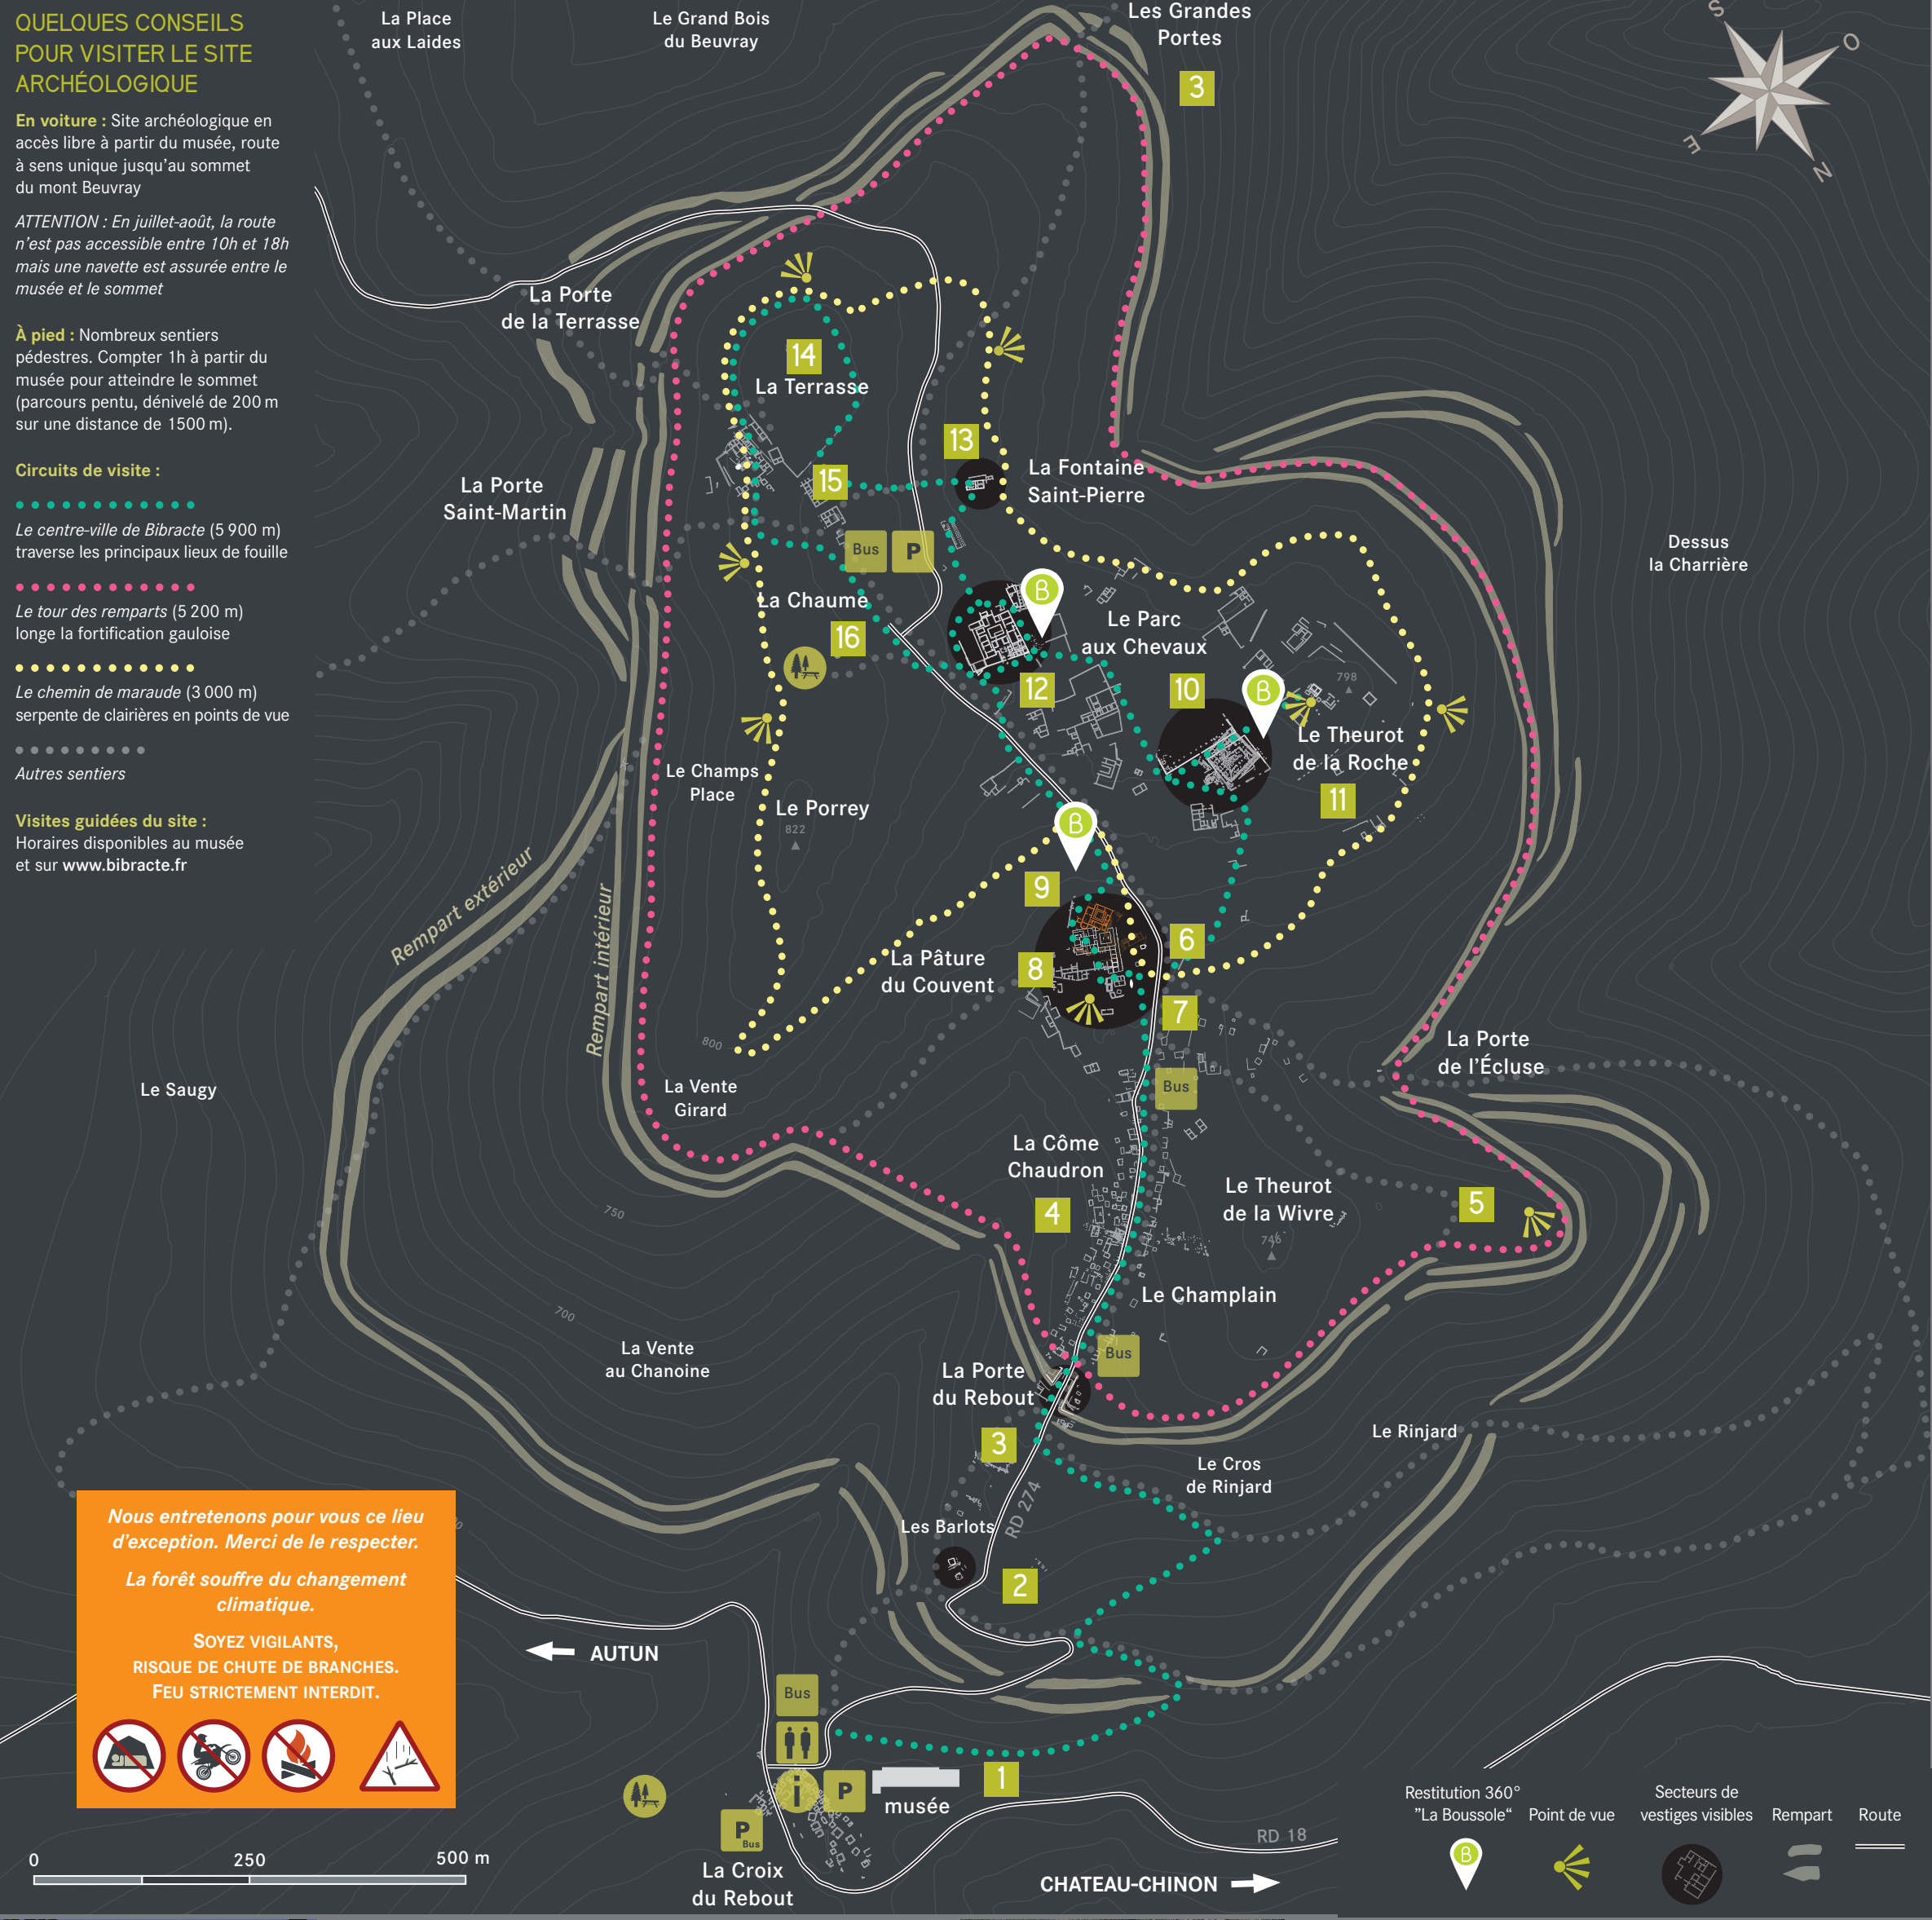 QUELQUES CONSEILS
POUR VISITER LE SITE
ARCHÉOLOGIQUE
En voiture : Site archéologique en
accès libre à partir du musée, route
à sens unique jusqu'au sommet
du mont Beuvray
ATTENTION : En juillet-août, la route
n'est pas accessible entre 10h et 18h
mais une navette est assurée entre le
musée et le sommet
À pied : Nombreux sentiers
pédestres. Compter 1h à partir du
musée pour atteindre le sommet
(parcours pentu, dénivelé de 200 m
sur une distance de 1500 m).
Circuits de visite :
Le centre-ville de Bibracte (5 900 m)
traverse les principaux lieux de fouille
Le tour des remparts (5 200 m)
longe la fortification gauloise
Le chemin de maraude (3 000 m)
serpente de clairières en points de vue
Autres sentiers
Visites guidées du site :
Horaires disponibles au musée
et sur www.bibracte.fr
La Place
aux Laides
Le Grand Bois
du Beuvray
Les Grandes
Portes
3
S
O
E
N
La Porte
de la Terrasse
14
La Terrasse
13
La Fontaine
Saint-Pierre
15
La Porte
Saint-Martin
Bus
P
Dessus
la Charrière
La Chaume
16
B
Le Parc
aux Chevaux
12
10
B
798
Le Theurot
de la Roche
11
Le Champs
Place
Le Porrey
822
B
9
Rempart extérieur
Rempart intérieur
La Pâture
du Couvent
8
6
7
800
La Porte
de l'Écluse
Bus
Le Saugy
La Vente
Girard
La Côme
Chaudron
4
Le Theurot
de la Wivre
746
5
750
Le Champlain
700
La Vente
au Chanoine
Bus
La Porte
du Rebout
3
Le Rinjard
Le Cros
de Rinjard
RD 274
Les Barlots
2
Nous entretenons pour vous ce lieu
d'exception. Merci de le respecter.
La forêt souffre du changement
climatique.
SOYEZ VIGILANTS,
RISQUE DE CHUTE DE BRANCHES.
FEU STRICTEMENT INTERDIT.
AUTUN
Bus
i
P
musée
1
P
Bus
La Croix
du Rebout
RD 18
CHATEAU-CHINON
0 250 500 m
Restitution 360°
"La Boussole"
B
Point de vue
Secteurs de
vestiges visibles
Rempart
Route